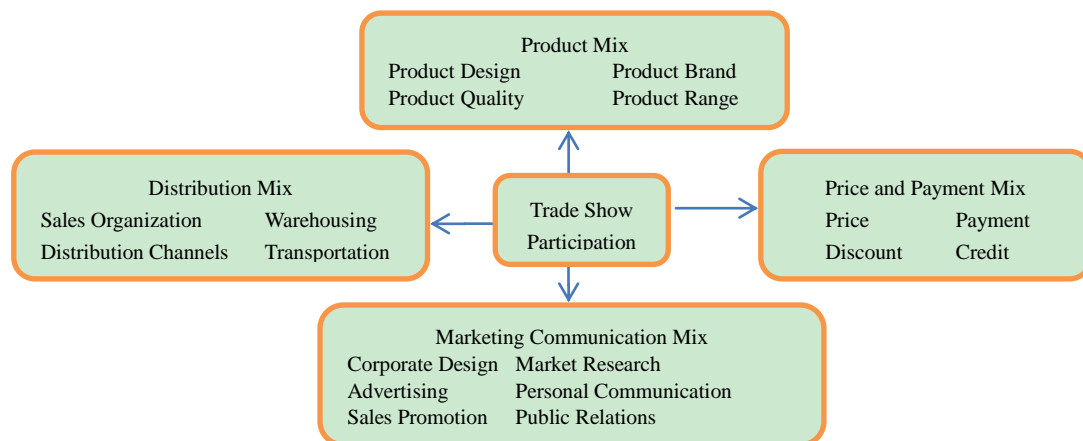 Product Mix
Product Design Product Brand
Product Quality Product Range
Distribution Mix
Sales Organization Warehousing
Distribution Channels Transportation
Trade Show
Participation
Price and Payment Mix
Price Payment
Discount Credit
Marketing Communication Mix
Corporate Design Market Research
Advertising Personal Communication
Sales Promotion Public Relations